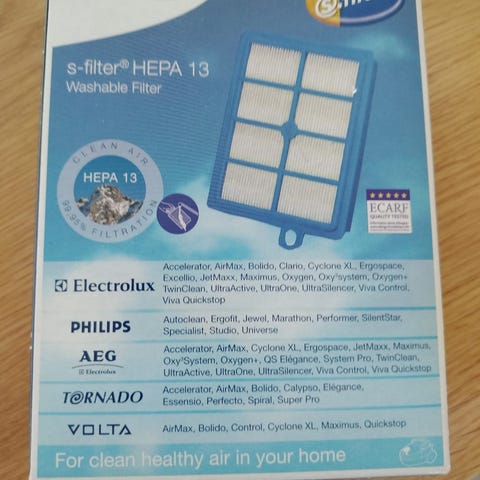 s-filter® HEPA 13
Washable Filter
CLEAN AIR
HEPA 13
99.95% FILTRATION
ECARF
QUALITY TESTED
Electrolux
Accelerator, AirMax, Bolido, Clario, Cyclone XL, Ergospace,
Excellio, JetMaxx, Maximus, Oxygen, Oxy³system, Oxygen+
TwinClean, UltraActive, UltraOne, UltraSilencer, Viva Control,
Viva Quickstop
PHILIPS
Autoclean, Ergofit, Jewel, Marathon, Performer, SilentStar,
Specialist, Studio, Universe
AEG
Electrolux
Accelerator, AirMax, Cyclone XL, Ergospace, JetMaxx, Maximus,
Oxy³System, Oxygen+, QS Elégance, System Pro, TwinClean,
UltraActive, UltraOne, UltraSilencer, Viva Control, Viva Quickstop
TORNADO
Accelerator, AirMax, Bolido, Calypso, Elégance,
Essensio, Perfecto, Spiral, Super Pro
VOLTA
AirMax, Bolido, Control, Cyclone XL, Maximus, Quickstop
For clean healthy air in your home